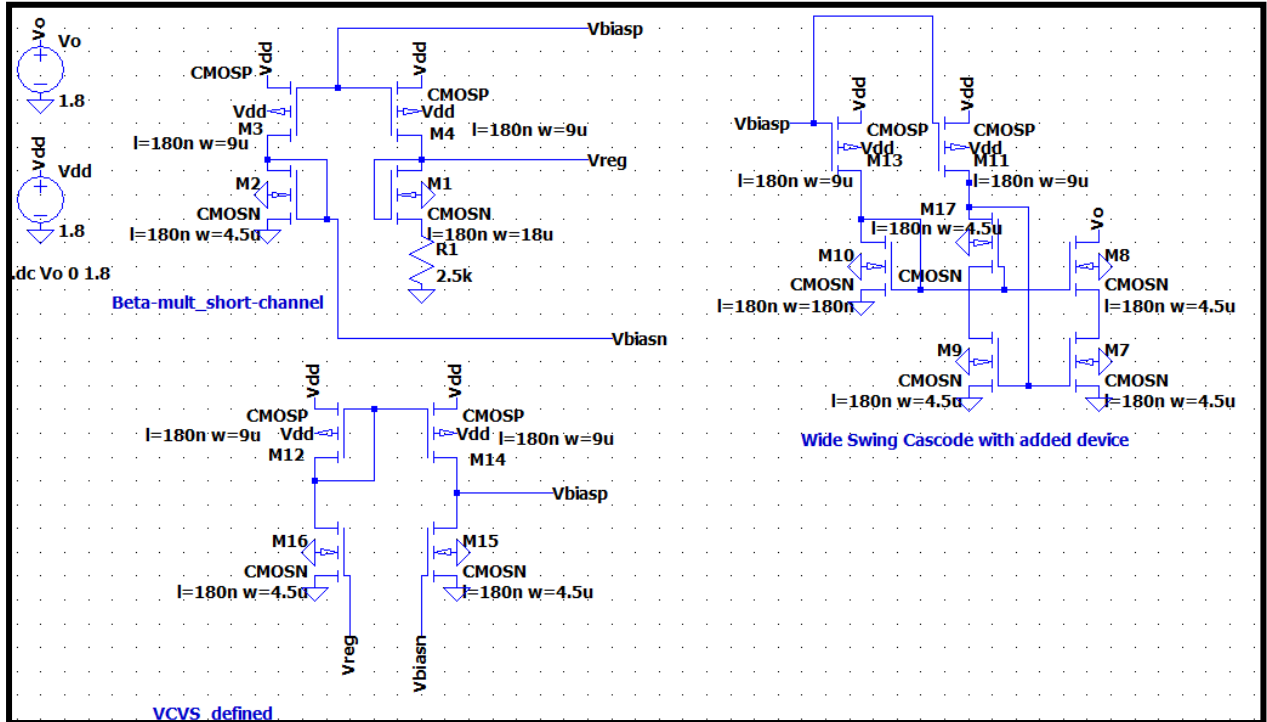 Vo
Vo
1.8
Vdd
Vdd
1.8
.dc Vo 0 1.8
Vbiasp
Vdd
CMOSP
Vdd
M3
l=180n w=9u
Vdd
CMOSP
Vdd
M4
l=180n w=9u
Vreg
M2
CMOSN
l=180n w=4.5u
M1
CMOSN
l=180n w=18u
R1
2.5k
Beta-mult_short-channel
Vbiasn
Vdd
CMOSP
Vdd
M12
l=180n w=9u
Vdd
CMOSP
Vdd
M14
l=180n w=9u
Vbiasp
M16
CMOSN
l=180n w=4.5u
M15
CMOSN
l=180n w=4.5u
Vreg
Vbiasn
VCVS defined
Vbiasp
Vdd
CMOSP
Vdd
M13
l=180n w=9u
Vdd
CMOSP
Vdd
M11
l=180n w=9u
M17
l=180n w=4.5u
CMOSN
M10
CMOSN
l=180n w=180n
Vo
M8
CMOSN
l=180n w=4.5u
M9
CMOSN
l=180n w=4.5u
M7
CMOSN
l=180n w=4.5u
Wide Swing Cascode with added device